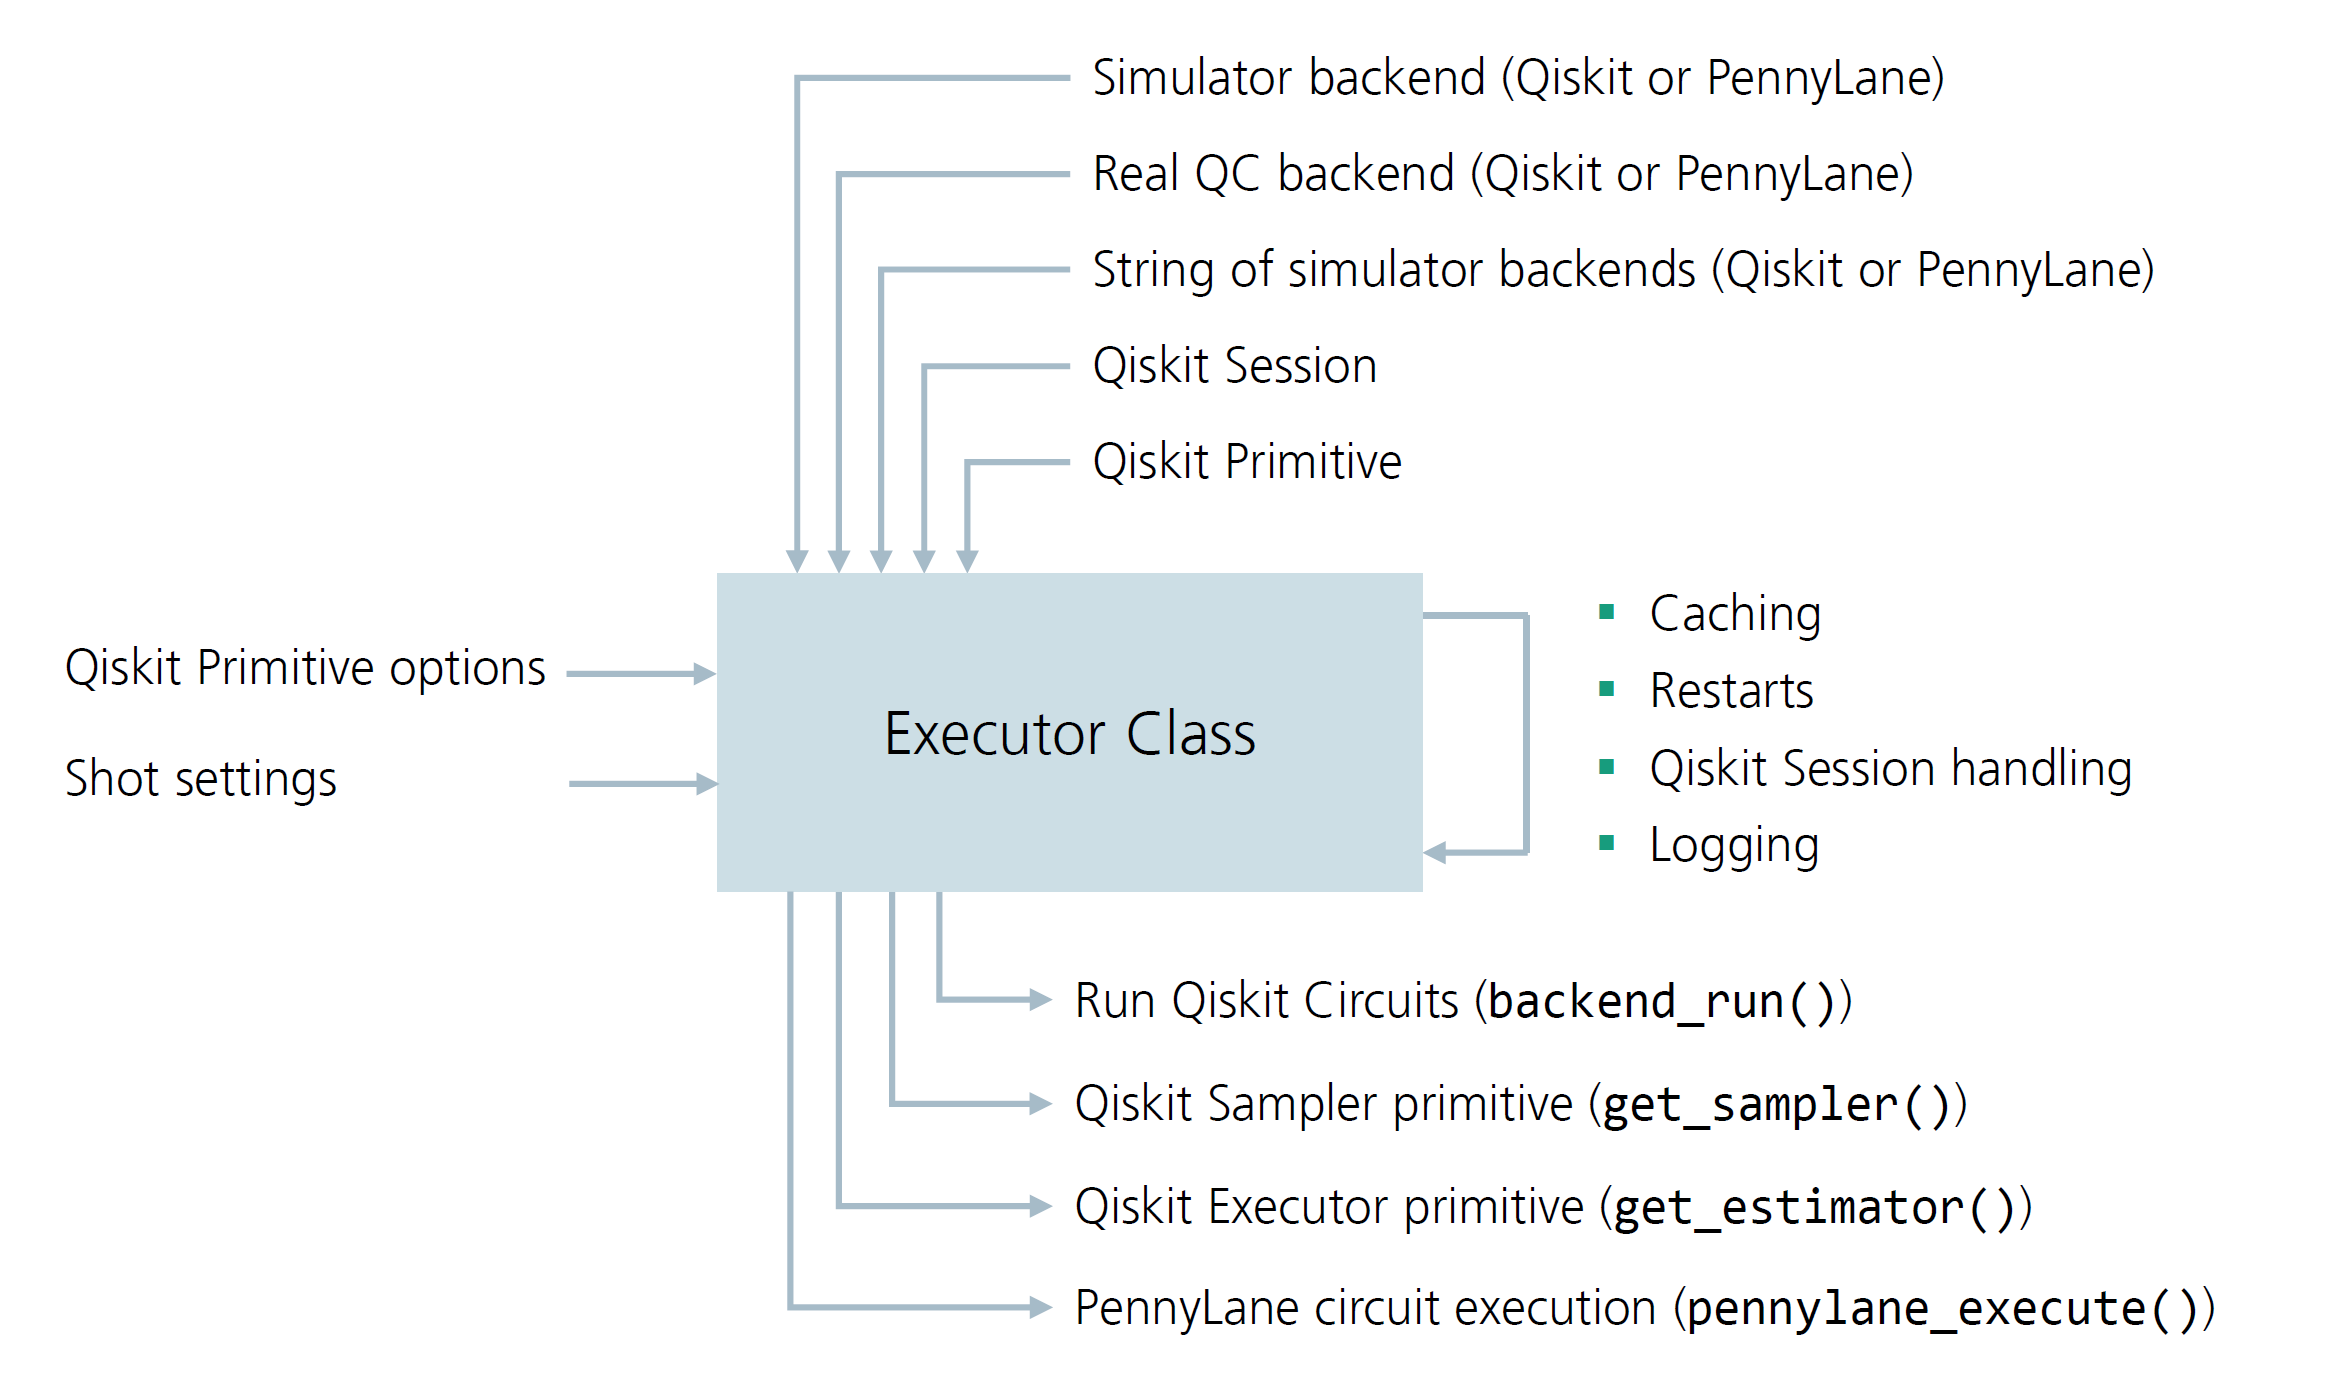 Simulator backend (Qiskit or PennyLane)
Real QC backend (Qiskit or PennyLane)
String of simulator backends (Qiskit or PennyLane)
Qiskit Session
Qiskit Primitive
Qiskit Primitive options
Shot settings
Executor Class
▪ Caching
▪ Restarts
▪ Qiskit Session handling
▪ Logging
Run Qiskit Circuits (backend_run())
Qiskit Sampler primitive (get_sampler())
Qiskit Executor primitive (get_estimator())
PennyLane circuit execution (pennylane_execute())